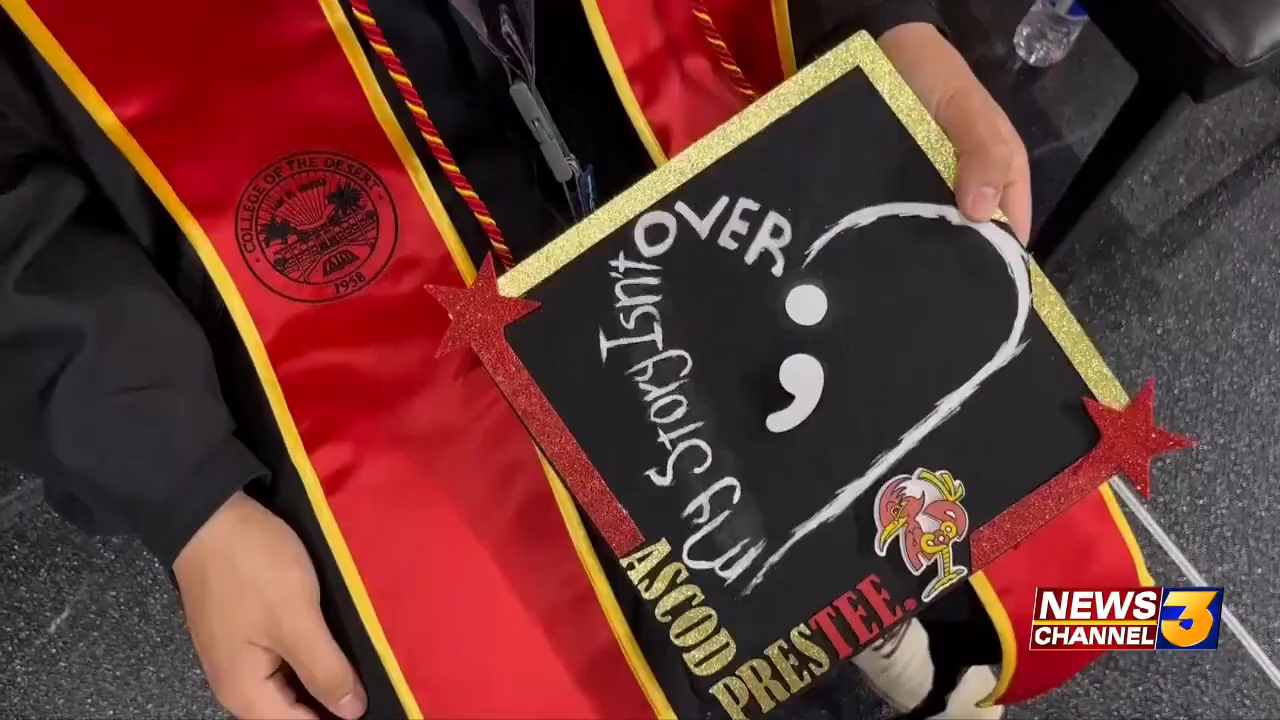 COLLEGE OF THE DESERT
1958
My Story Isn't OVER
;
ASCOD
PRESTEE.
NEWS
CHANNEL 3